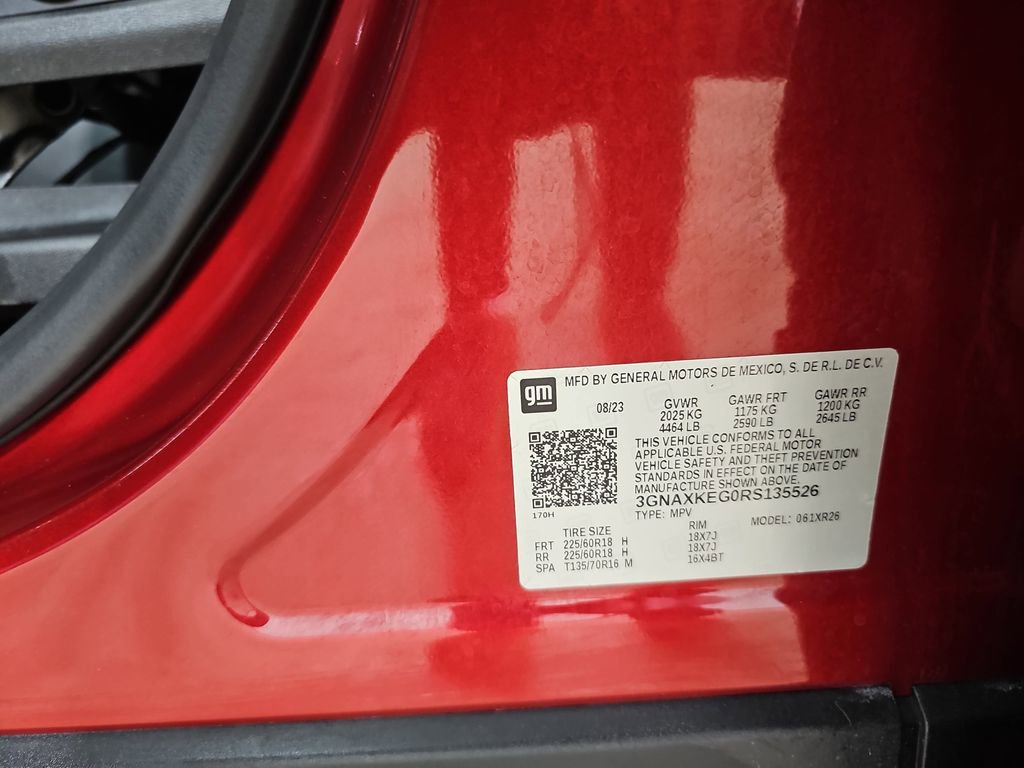 gm MFD BY GENERAL MOTORS DE MEXICO, S. DE R.L. DE C.V.
08/23 GVWR GAWR FRT GAWR RR
2025 KG 1175 KG 1200 KG
4464 LB 2590 LB 2645 LB
THIS VEHICLE CONFORMS TO ALL
APPLICABLE U.S. FEDERAL MOTOR
VEHICLE SAFETY AND THEFT PREVENTION
STANDARDS IN EFFECT ON THE DATE OF
MANUFACTURE SHOWN ABOVE.
3GNAXKEG0RS135526
170H
TYPE: MPV MODEL: 061XR26
TIRE SIZE RIM
FRT 225/60R18 H 18X7J
RR 225/60R18 H 18X7J
SPA T135/70R16 M 16X4BT